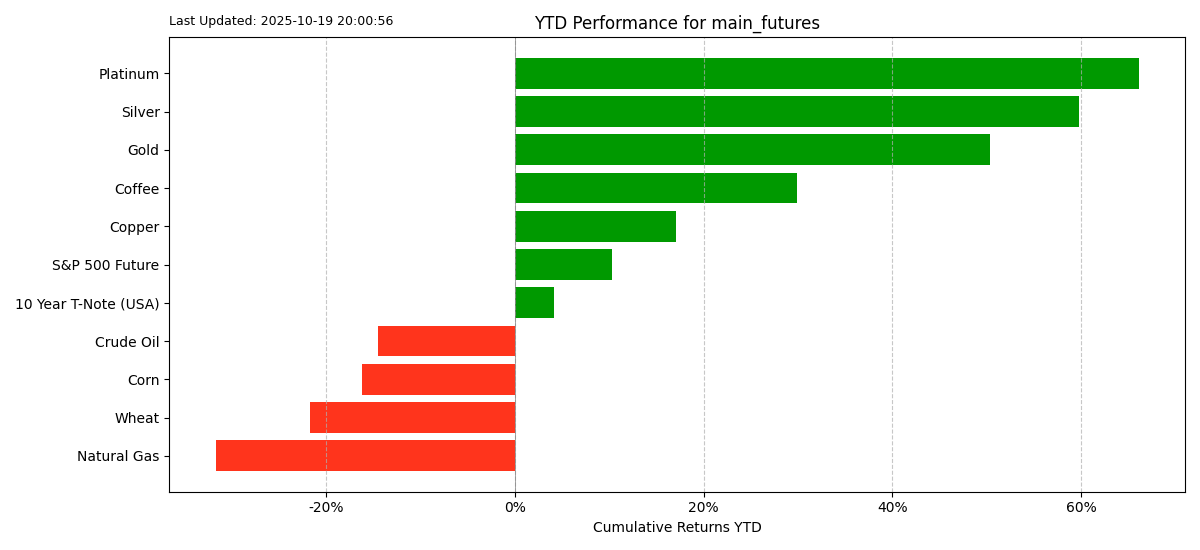 Last Updated: 2025-10-19 20:00:56
YTD Performance for main_futures
Platinum
Silver
Gold
Coffee
Copper
S&P 500 Future
10 Year T-Note (USA)
Crude Oil
Corn
Wheat
Natural Gas
-20% 0% 20% 40% 60%
Cumulative Returns YTD